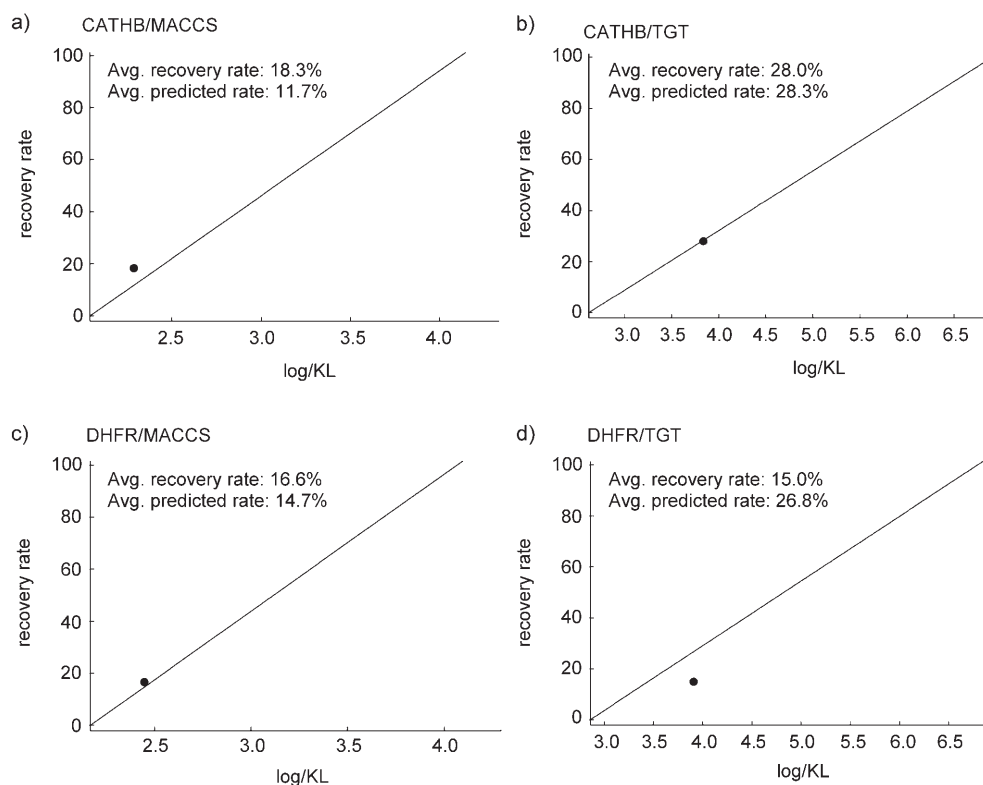 a) CATHB/MACCS
Avg. recovery rate: 18.3%
Avg. predicted rate: 11.7%
100
80
60
40
20
0
recovery rate
2.5 3.0 3.5 4.0
log/KL
b) CATHB/TGT
Avg. recovery rate: 28.0%
Avg. predicted rate: 28.3%
100
80
60
40
20
0
recovery rate
3.0 3.5 4.0 4.5 5.0 5.5 6.0 6.5
log/KL
c) DHFR/MACCS
Avg. recovery rate: 16.6%
Avg. predicted rate: 14.7%
100
80
60
40
20
0
recovery rate
2.5 3.0 3.5 4.0
log/KL
d) DHFR/TGT
Avg. recovery rate: 15.0%
Avg. predicted rate: 26.8%
100
80
60
40
20
0
recovery rate
3.0 3.5 4.0 4.5 5.0 5.5 6.0 6.5
log/KL